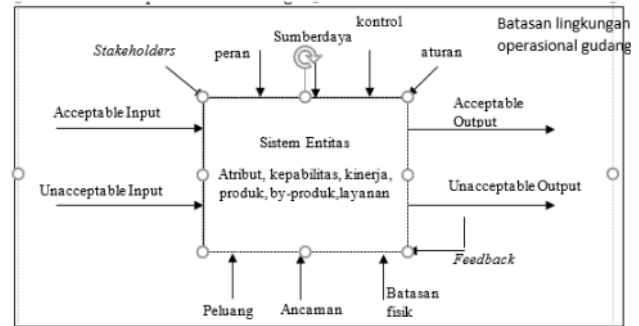 kontrol
Batasan lingkungan
operasional gudang
Sumberdaya
Stakeholders
peran
aturan
Acceptable Input
Acceptable
Output
Sistem Entitas
Atribut, kepabilitas, kinerja,
produk, by-produk,layanan
Unacceptable Input
Unacceptable Output
Feedback
Peluang
Ancaman
Batasan
fisik